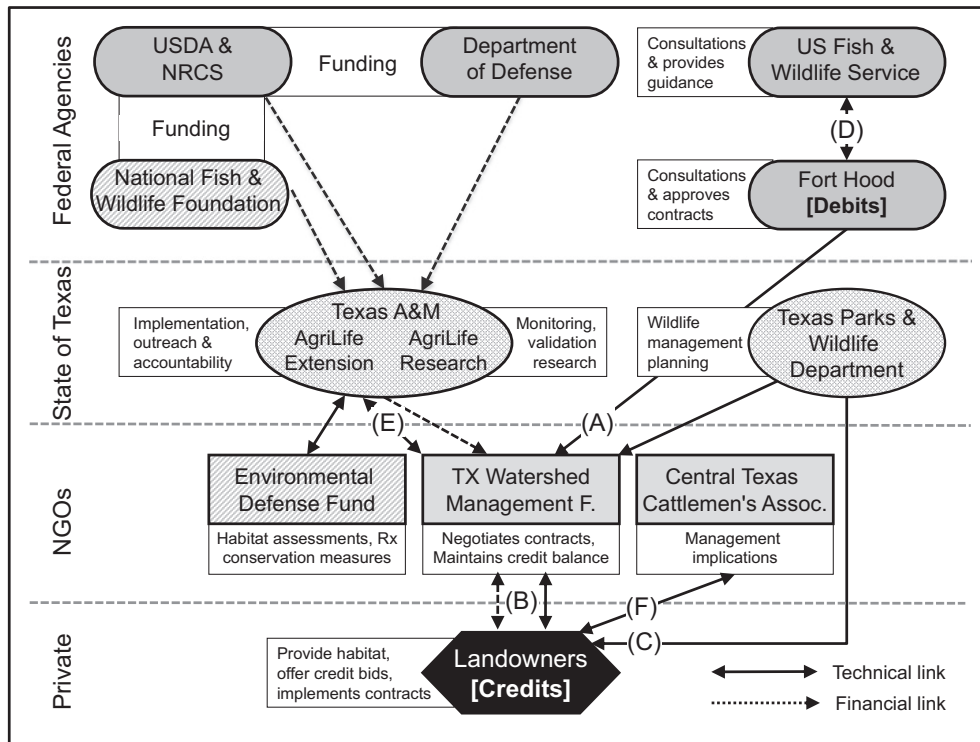 Federal Agencies
USDA &
NRCS
Funding
Department
of Defense
Consultations
& provides
guidance
US Fish &
Wildlife Service
Funding
(D)
National Fish &
Wildlife Foundation
Consultations
& approves
contracts
Fort Hood
[Debits]
State of Texas
Implementation,
outreach &
accountability
Texas A&M
AgriLife
Extension
AgriLife
Research
Monitoring,
validation
research
Wildlife
management
planning
Texas Parks &
Wildlife
Department
(E)
(A)
NGOs
Environmental
Defense Fund
Habitat assessments, Rx
conservation measures
TX Watershed
Management F.
Negotiates contracts,
Maintains credit balance
Central Texas
Cattlemen's Assoc.
Management
implications
(B)
(F)
(C)
Private
Provide habitat,
offer credit bids,
implements contracts
Landowners
[Credits]
Technical link
Financial link